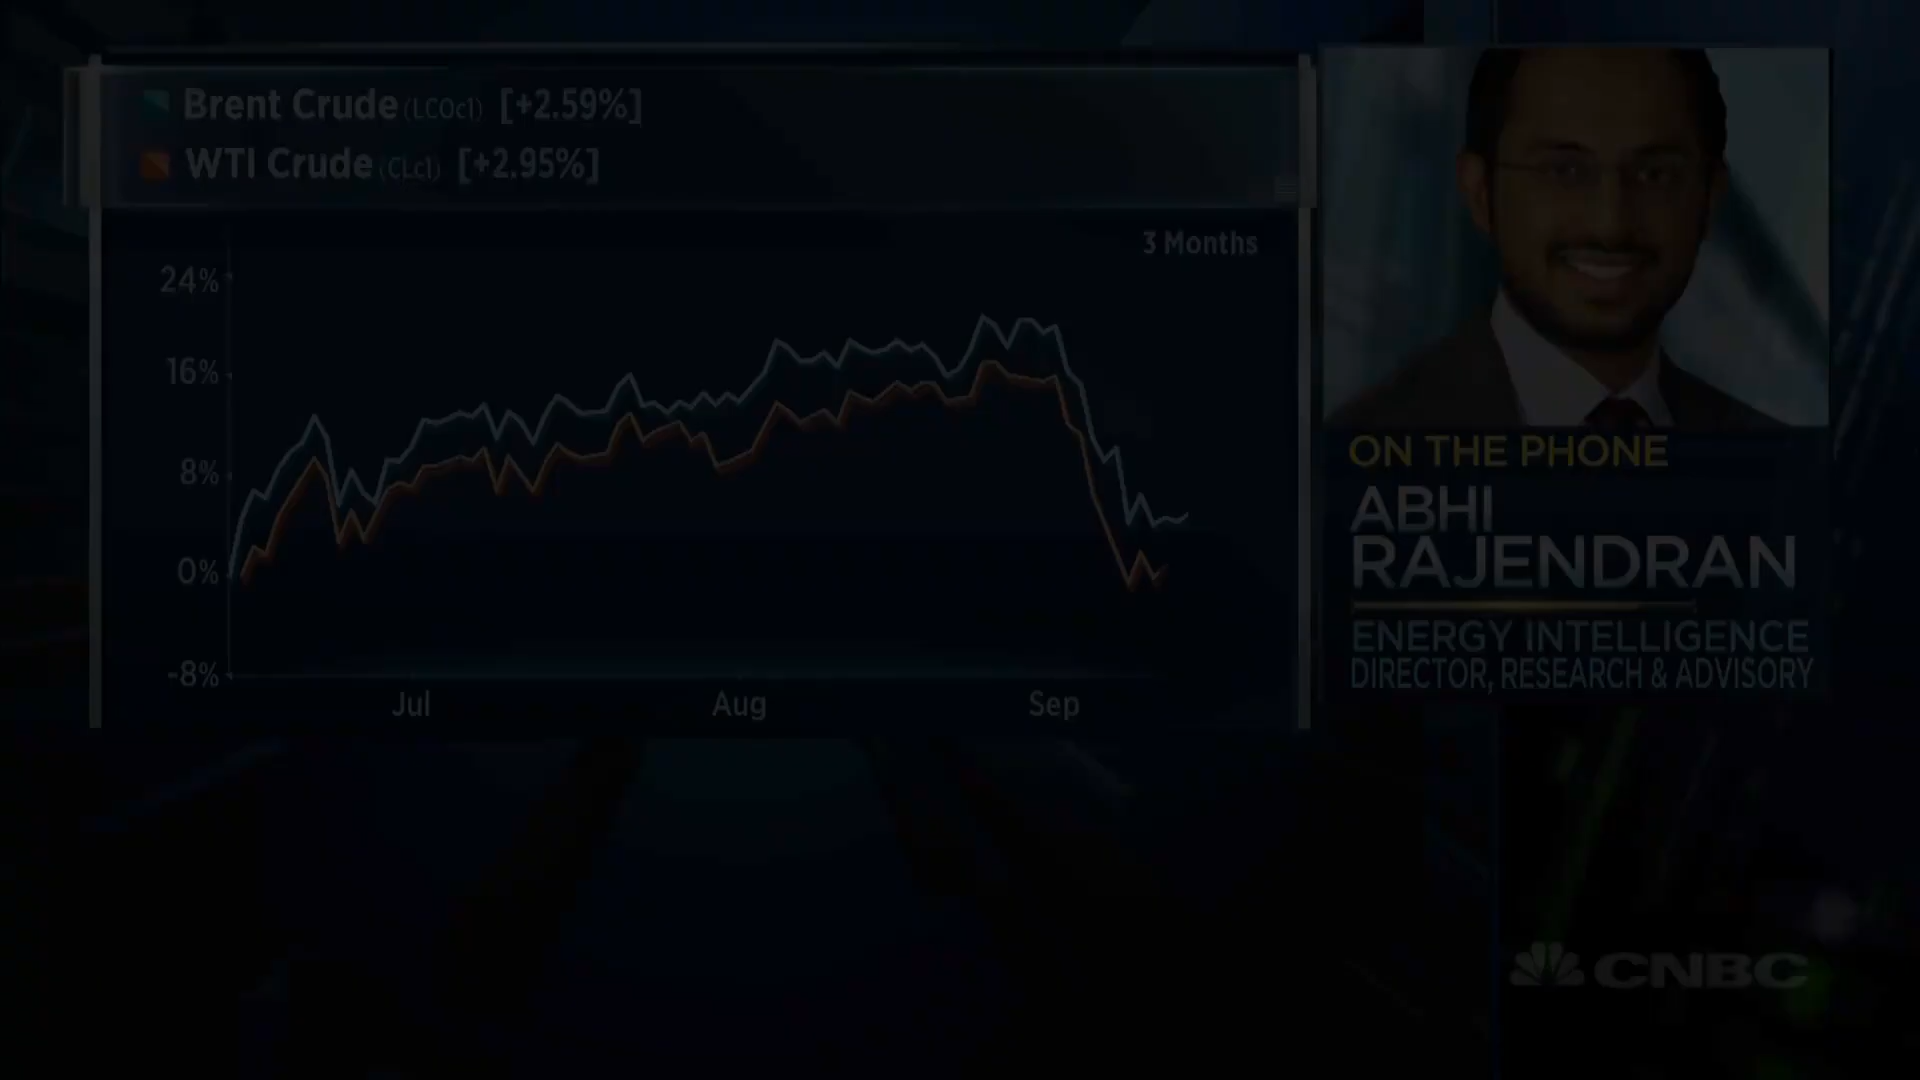 Brent Crude (LCOc1) [+2.59%]
WTI Crude (CLc1) [+2.95%]
3 Months
24%
16%
8%
0%
-8%
Jul Aug Sep
ON THE PHONE
ABHI
RAJENDRAN
ENERGY INTELLIGENCE
DIRECTOR, RESEARCH & ADVISORY
CNBC